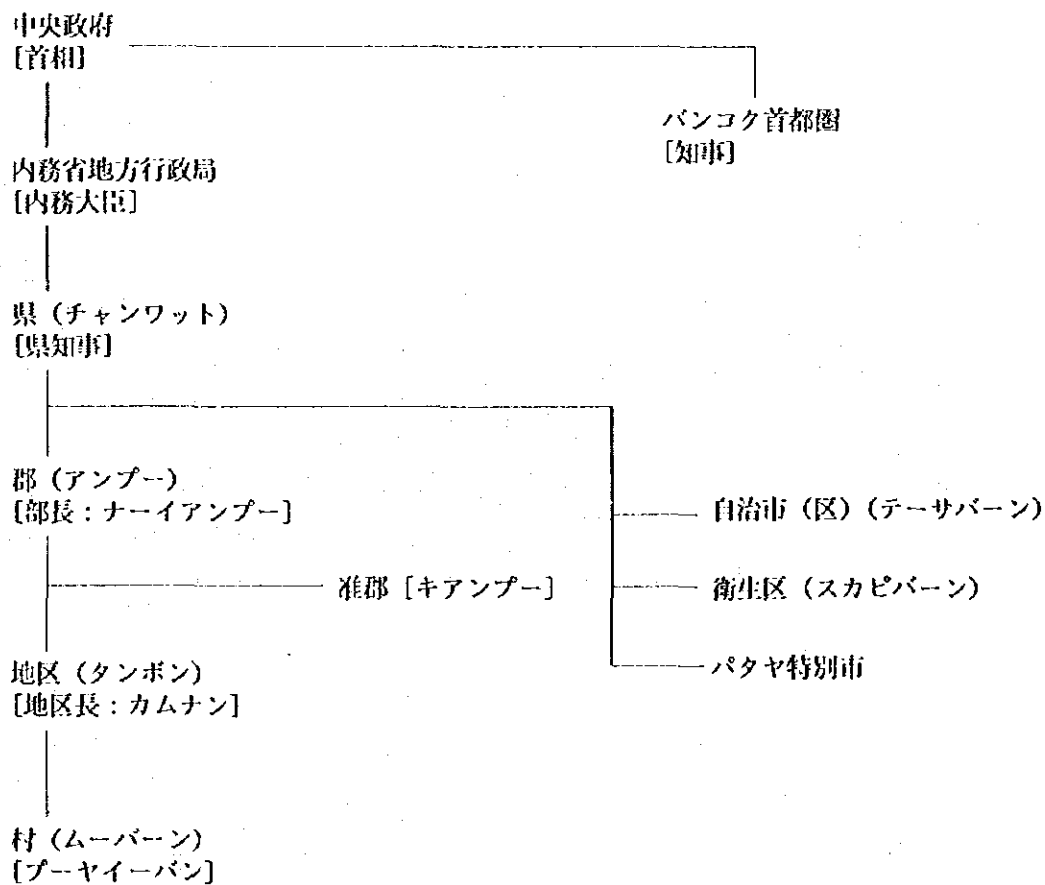 中央政府
[首相]
バンコク首都圏
[知事]
内務省地方行政局
[内務大臣]
県（チャンワット）
[県知事]
郡（アンプー）
[部長：ナーイアンプー]
自治市（区）（テーサバーン）
准郡［キアンプー］
衛生区（スカピバーン）
パタヤ特別市
地区（タンボン）
[地区長：カムナン]
村（ムーバーン）
[プーヤイーバン]